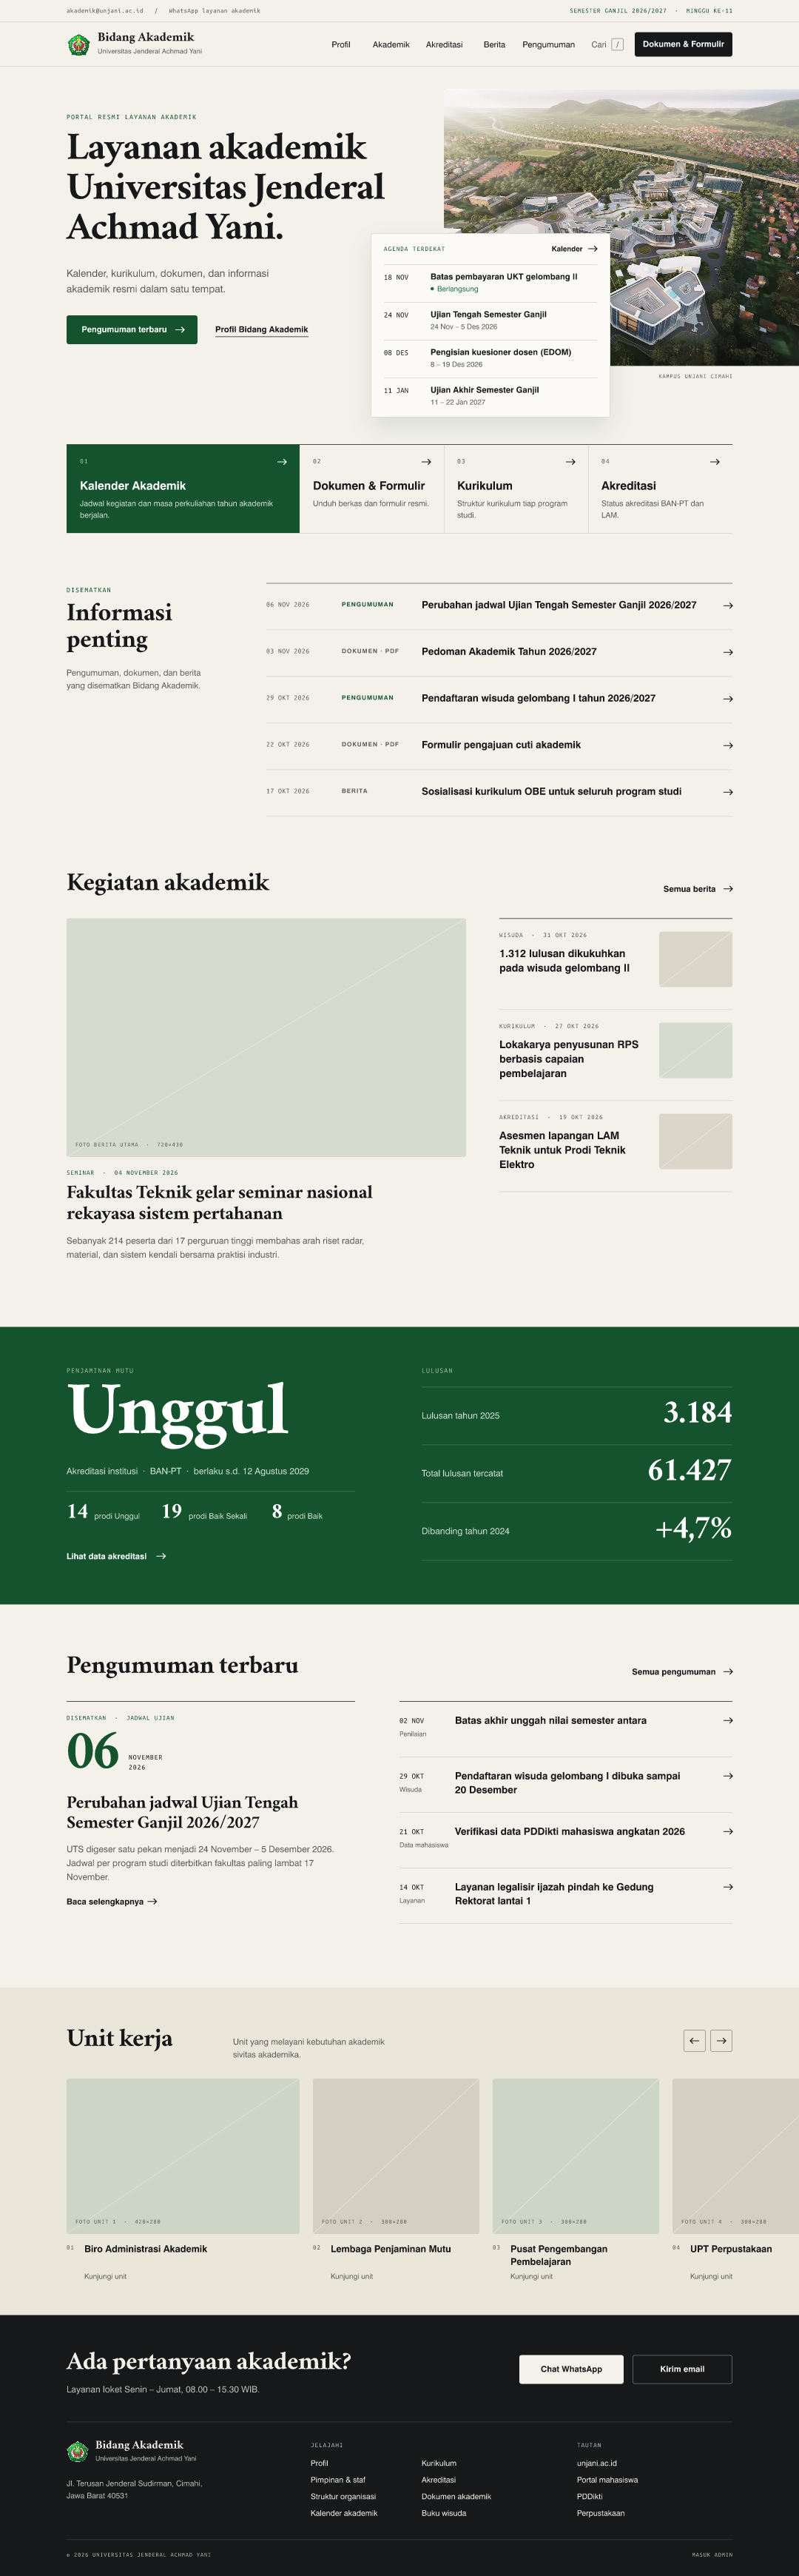 akademik@unjani.ac.id / WhatsApp layanan akademik
SEMESTER GANJIL 2026/2027 · MINGGU KE-11
Bidang Akademik
Universitas Jenderal Achmad Yani
Profil Akademik Akreditasi Berita Pengumuman Cari / Dokumen & Formulir
PORTAL RESMI LAYANAN AKADEMIK
Layanan akademik
Universitas Jenderal
Achmad Yani.
Kalender, kurikulum, dokumen, dan informasi
akademik resmi dalam satu tempat.
Pengumuman terbaru → Profil Bidang Akademik
AGENDA TERDEKAT Kalender →
18 NOV Batas pembayaran UKT gelombang II
Berlangsung
24 NOV Ujian Tengah Semester Ganjil
24 Nov – 5 Des 2026
08 DES Pengisian kuesioner dosen (EDOM)
8 – 19 Des 2026
11 JAN Ujian Akhir Semester Ganjil
11 – 22 Jan 2027
KAMPUS UNJANI CIMAHI
01 →
Kalender Akademik
Jadwal kegiatan dan masa perkuliahan tahun akademik
berjalan.
02 →
Dokumen & Formulir
Unduh berkas dan formulir resmi.
03 →
Kurikulum
Struktur kurikulum tiap program
studi.
04 →
Akreditasi
Status akreditasi BAN-PT dan
LAM.
DISEMATKAN
Informasi
penting
Pengumuman, dokumen, dan berita
yang disematkan Bidang Akademik.
06 NOV 2026 PENGUMUMAN Perubahan jadwal Ujian Tengah Semester Ganjil 2026/2027 →
03 NOV 2026 DOKUMEN · PDF Pedoman Akademik Tahun 2026/2027 →
29 OKT 2026 PENGUMUMAN Pendaftaran wisuda gelombang I tahun 2026/2027 →
22 OKT 2026 DOKUMEN · PDF Formulir pengajuan cuti akademik →
17 OKT 2026 BERITA Sosialisasi kurikulum OBE untuk seluruh program studi →
Kegiatan akademik
Semua berita →
FOTO BERITA UTAMA · 720×430
SEMINAR · 04 NOVEMBER 2026
Fakultas Teknik gelar seminar nasional
rekayasa sistem pertahanan
Sebanyak 214 peserta dari 17 perguruan tinggi membahas arah riset radar,
material, dan sistem kendali bersama praktisi industri.
WISUDA · 31 OKT 2026
1.312 lulusan dikukuhkan
pada wisuda gelombang II
KURIKULUM · 27 OKT 2026
Lokakarya penyusunan RPS
berbasis capaian
pembelajaran
AKREDITASI · 19 OKT 2026
Asesmen lapangan LAM
Teknik untuk Prodi Teknik
Elektro
PENJAMINAN MUTU
Unggul
Akreditasi institusi · BAN-PT · berlaku s.d. 12 Agustus 2029
14 prodi Unggul 19 prodi Baik Sekali 8 prodi Baik
Lihat data akreditasi →
LULUSAN
Lulusan tahun 2025 3.184
Total lulusan tercatat 61.427
Dibanding tahun 2024 +4,7%
Pengumuman terbaru
Semua pengumuman →
DISEMATKAN · JADWAL UJIAN
06 NOVEMBER
2026
Perubahan jadwal Ujian Tengah
Semester Ganjil 2026/2027
UTS digeser satu pekan menjadi 24 November – 5 Desember 2026.
Jadwal per program studi diterbitkan fakultas paling lambat 17
November.
Baca selengkapnya →
02 NOV Batas akhir unggah nilai semester antara →
Penilaian
29 OKT Pendaftaran wisuda gelombang I dibuka sampai →
Wisuda 20 Desember
21 OKT Verifikasi data PDDikti mahasiswa angkatan 2026 →
Data mahasiswa
14 OKT Layanan legalisir ijazah pindah ke Gedung →
Layanan Rektorat lantai 1
Unit kerja
Unit yang melayani kebutuhan akademik
sivitas akademika.
← →
FOTO UNIT 1 · 420×280
01 Biro Administrasi Akademik
Kunjungi unit
FOTO UNIT 2 · 300×280
02 Lembaga Penjaminan Mutu
Kunjungi unit
FOTO UNIT 3 · 300×280
03 Pusat Pengembangan
Pembelajaran
Kunjungi unit
FOTO UNIT 4 · 300×280
04 UPT Perpustakaan
Kunjungi unit
Ada pertanyaan akademik?
Layanan loket Senin – Jumat, 08.00 – 15.30 WIB.
Chat WhatsApp Kirim email
Bidang Akademik
Universitas Jenderal Achmad Yani
Jl. Terusan Jenderal Sudirman, Cimahi,
Jawa Barat 40531
JELAJAHI
Profil
Pimpinan & staf
Struktur organisasi
Kalender akademik
Kurikulum
Akreditasi
Dokumen akademik
Buku wisuda
TAUTAN
unjani.ac.id
Portal mahasiswa
PDDikti
Perpustakaan
© 2026 UNIVERSITAS JENDERAL ACHMAD YANI
MASUK ADMIN